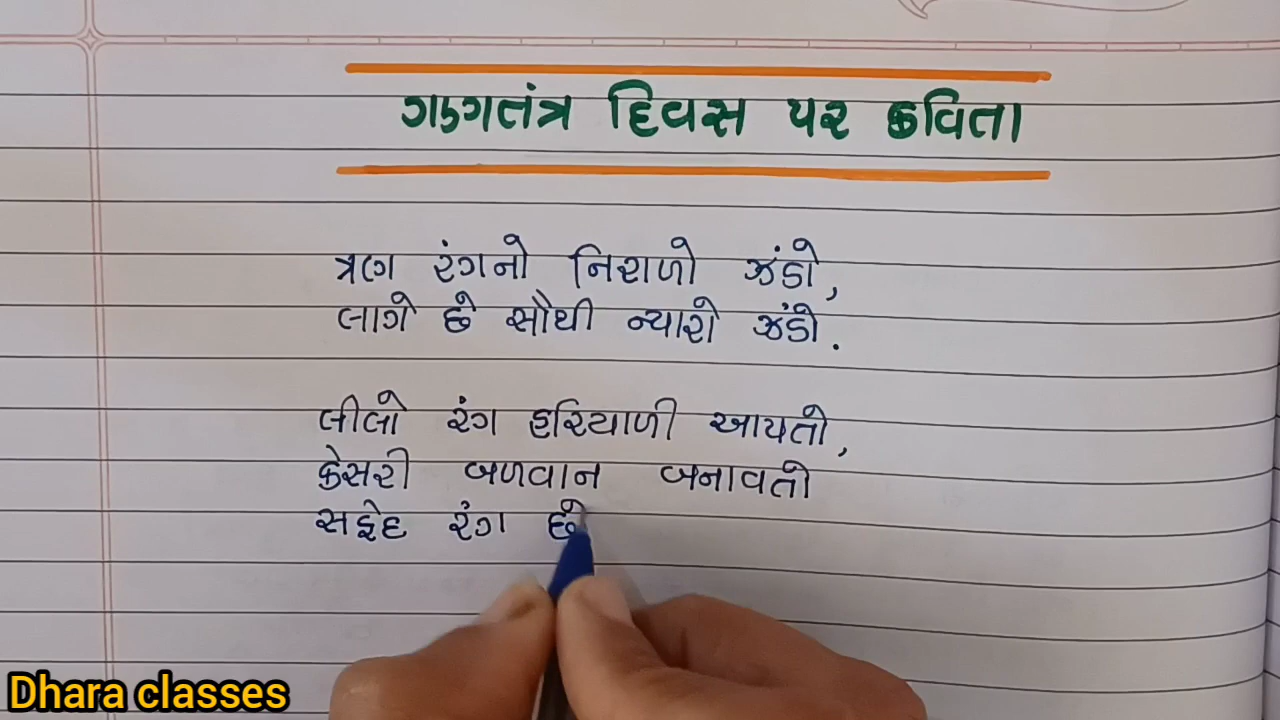 ગણતંત્ર દિવસ પર કવિતા
ત્રણ રંગનો નિરાળો ઝંડો,
લાગે છે સૌથી ન્યારો ઝંડો.
લીલો રંગ હરિયાળી આપતો,
કેસરી બળવાન બનાવતો
સફેદ રંગ છે
Dhara classes